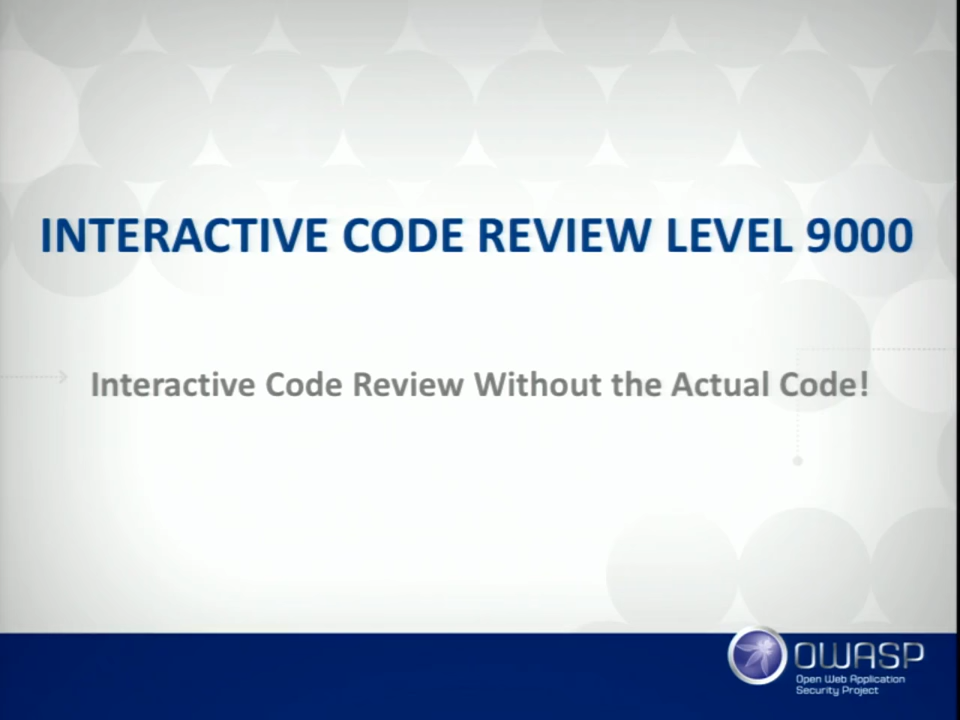 INTERACTIVE CODE REVIEW LEVEL 9000
Interactive Code Review Without the Actual Code!
OWASP
Open Web Application
Security Project